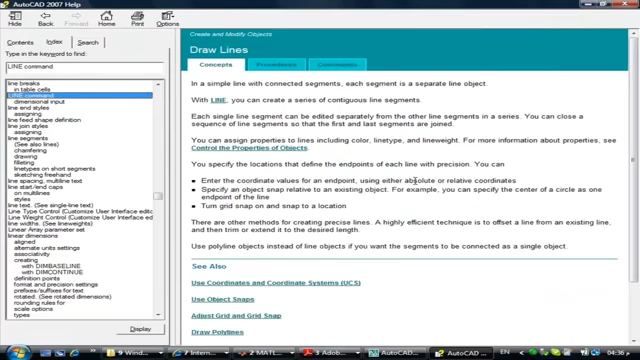 AutoCAD 2007 Help
Hide
Back
Forward
Home
Print
Options
Contents
Index
Search
Type in the keyword to find:
LINE command
line breaks
in table cells
LINE command
dimensional input
line end styles
assigning
line feed shape definition
line join styles
assigning
line segments
(See also lines)
chamfering
drawing
filleting
linetypes on short segments
sketching freehand
line spacing, multiline text
line start/end caps
assigning
on dimensions
line text. (See single-line text)
Line Type Control (Customize User Interface editor)
Line Weight Control (Customize User Interface editor)
line widths. (See lineweights)
Linear Array parameter set
linear dimensions
aligned
alternate units settings
associativity
creating
with DIMBASELINE
with DIMCONTINUE
definition points
format and precision settings
prefixes/suffixes for
rotated. (See rotated dimensions)
rounding rules for
scale settings
types
Display
Create and Modify Objects
Draw Lines
Concepts
Procedures
Commands
In a simple line with connected segments, each segment is a separate line object.
With LINE, you can create a series of contiguous line segments.
Each single line segment can be edited separately from the other line segments in a series. You can close a
sequence of line segments so that the first and last segments are joined.
You can assign properties to lines including color, linetype, and lineweight. For more information about properties, see
Control the Properties of Objects.
You specify the locations that define the endpoints of each line with precision. You can
• Enter the coordinate values for an endpoint, using either absolute or relative coordinates
• Specify an object snap relative to an existing object. For example, you can specify the center of a circle as one
endpoint of the line
• Turn grid snap on and snap to a location
There are other methods for creating precise lines. A highly efficient technique is to offset a line from an existing line,
and then trim or extend it to the desired length.
Use polyline objects instead of line objects if you want the segments to be connected as a single object.
See Also
Use Coordinates and Coordinate Systems (UCS)
Use Object Snaps
Adjust Grid and Grid Snap
Draw Polylines
9 Wind
7 Intern
2 MATL
3 Adobe
AutoCAD
AutoCAD
04:36